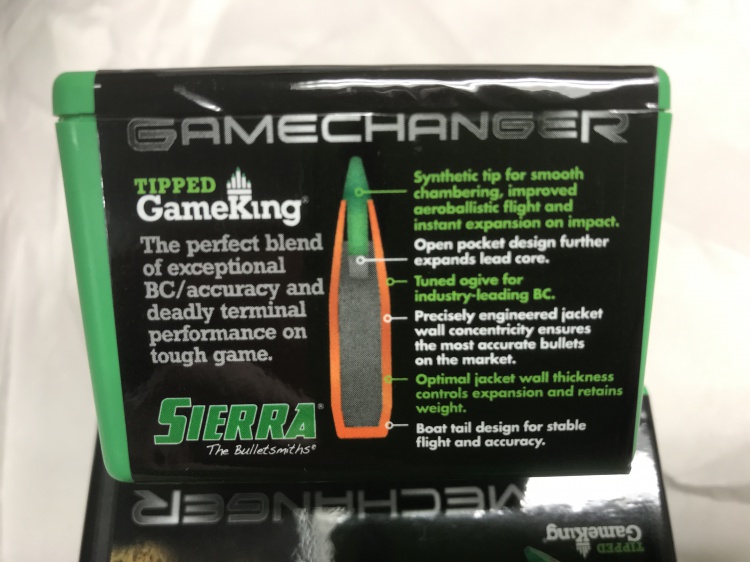 GAMECHANGER
TIPPED
GameKing®
The perfect blend
of exceptional
BC/accuracy and
deadly terminal
performance on
tough game.
SIERRA®
The Bulletsmiths®
Synthetic tip for smooth
chambering, improved
aeroballistic flight and
instant expansion on impact.
Open pocket design further
expands lead core.
Tuned ogive for
industry-leading BC.
Precisely engineered jacket
wall concentricity ensures
the most accurate bullets
on the market.
Optimal jacket wall thickness
controls expansion and retains
weight.
Boat tail design for stable
flight and accuracy.
GAMECHANGER
TIPPED
GameKing